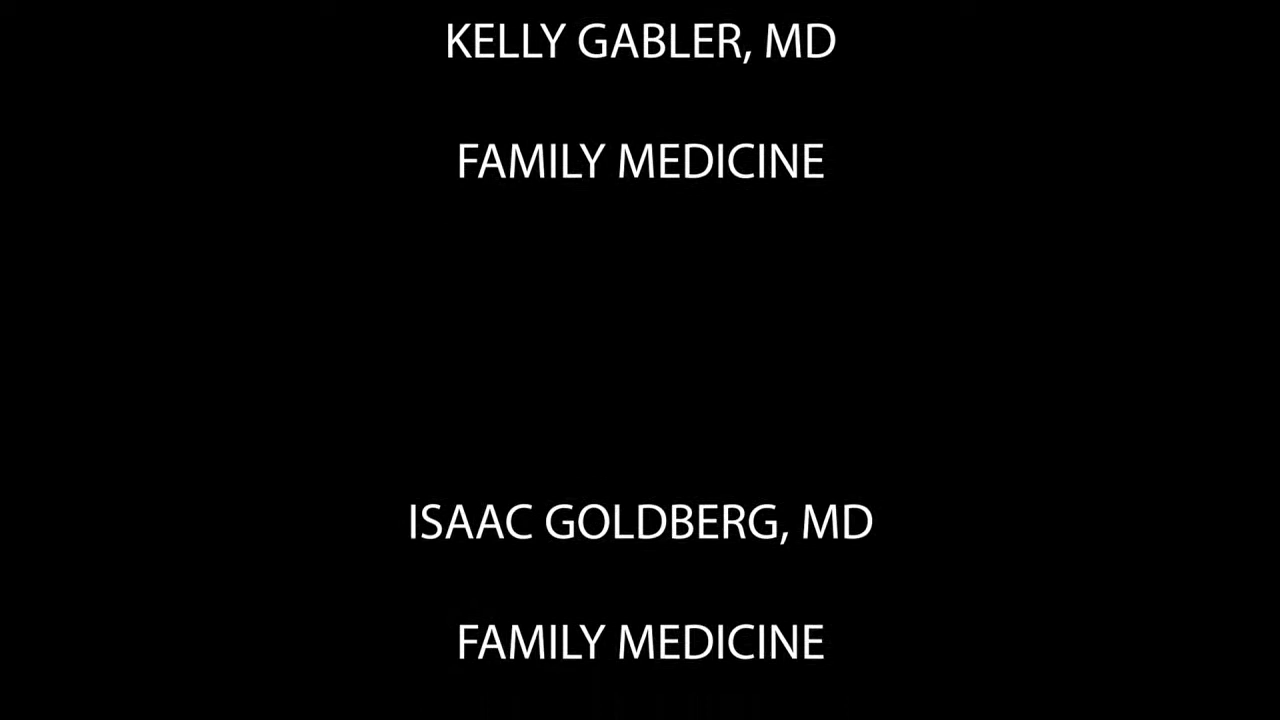 KELLY GABLER, MD
FAMILY MEDICINE
ISAAC GOLDBERG, MD
FAMILY MEDICINE